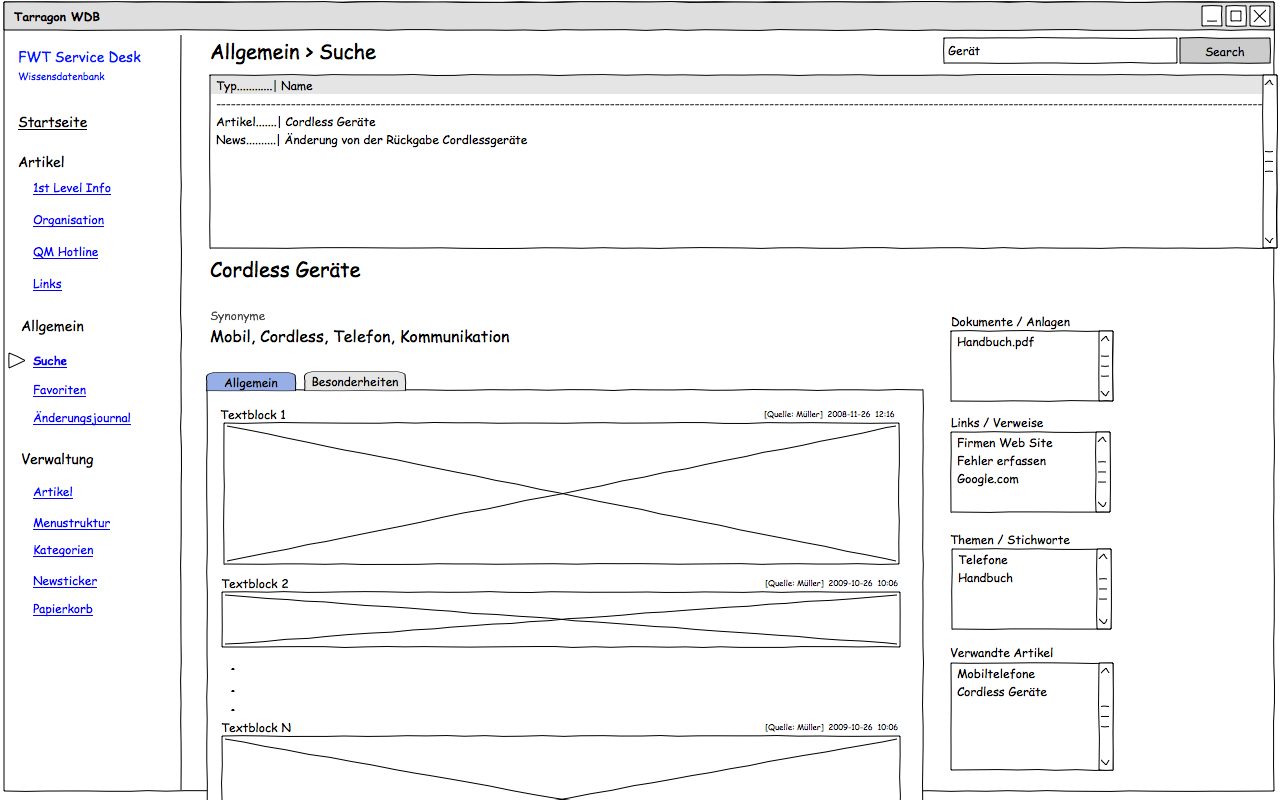 Tarragon WDB
FWT Service Desk
Wissensdatenbank
Startseite
Artikel
1st Level Info
Organisation
QM Hotline
Links
Allgemein
Suche
Favoriten
Änderungsjournal
Verwaltung
Artikel
Menustruktur
Kategorien
Newsticker
Papierkorb
Allgemein > Suche
Gerät
Search
Typ............| Name
Artikel.......| Cordless Geräte
News..........| Änderung von der Rückgabe Cordlessgeräte
Cordless Geräte
Synonyme
Mobil, Cordless, Telefon, Kommunikation
Allgemein
Besonderheiten
Textblock 1
[Quelle: Müller] 2008-11-26 12:16
Textblock 2
[Quelle: Müller] 2009-10-26 10:06
Textblock N
[Quelle: Müller] 2009-10-26 10:06
Dokumente / Anlagen
Handbuch.pdf
Links / Verweise
Firmen Web Site
Fehler erfassen
Google.com
Themen / Stichworte
Telefone
Handbuch
Verwandte Artikel
Mobiltelefone
Cordless Geräte